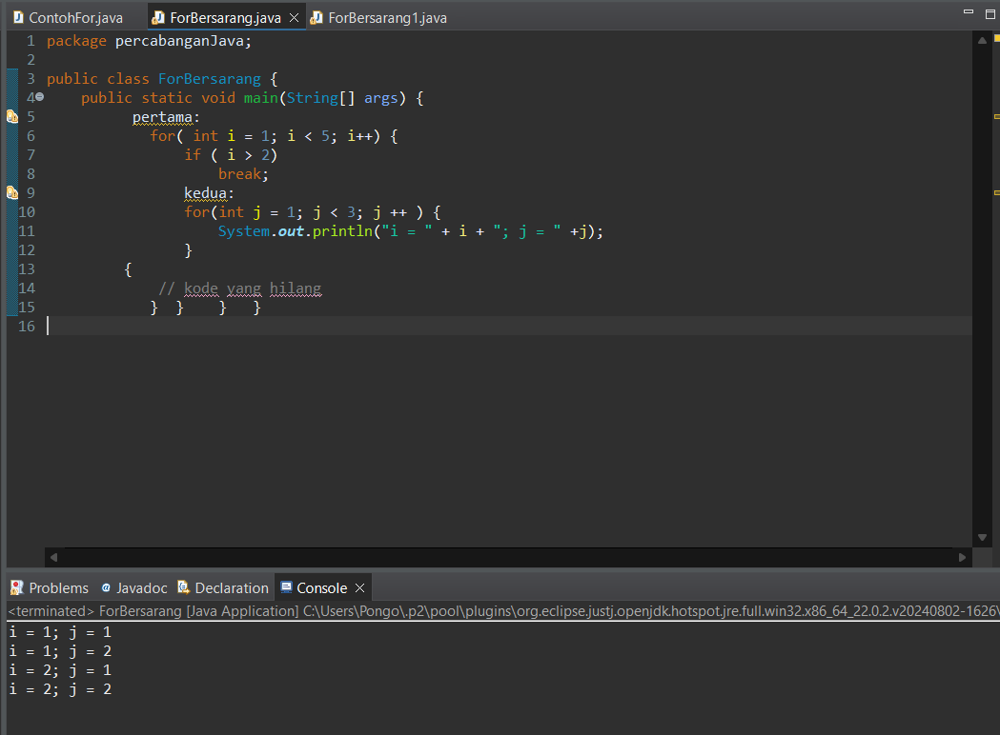 ContohFor.java ForBersarang.java ForBersarang1.java
1 package percabanganJava;
2
3 public class ForBersarang {
4 public static void main(String[] args) {
5 pertama:
6 for( int i = 1; i < 5; i++) {
7 if ( i > 2)
8 break;
9 kedua:
10 for(int j = 1; j < 3; j ++ ) {
11 System.out.println("i = " + i + "; j = " +j);
12 }
13 {
14 // kode yang hilang
15 } } } }
16
Problems Javadoc Declaration Console
<terminated> ForBersarang [Java Application] C:\Users\Pongo\.p2\pool\plugins\org.eclipse.justj.openjdk.hotspot.jre.full.win32.x86_64_22.0.2.v20240802-1626\
i = 1; j = 1
i = 1; j = 2
i = 2; j = 1
i = 2; j = 2